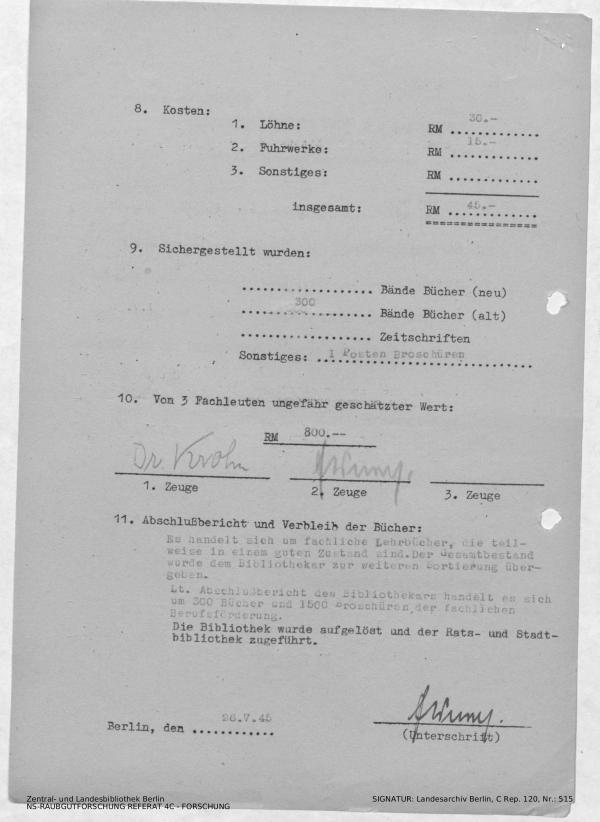 8. Kosten:
1. Löhne: RM 30.-
2. Fuhrwerke: RM 15.-
3. Sonstiges: RM ............
insgesamt: RM 45.-
================
9. Sichergestellt wurden:
.................. Bände Bücher (neu)
300 Bände Bücher (alt)
.................. Zeitschriften
Sonstiges: 1 Posten Broschüren
10. Von 3 Fachleuten ungefähr geschätzter Wert:
RM 800.--
Dr. Krohn
1. Zeuge 2. Zeuge 3. Zeuge
11. Abschlußbericht und Verbleib der Bücher:
Es handelt sich um fachliche Lehrbücher, die teil-
weise in einem guten Zustand sind.Der Gesamtbestand
wurde dem Bibliothekar zur weiteren Sortierung über-
geben.
Lt. Abschlußbericht des Bibliothekars handelt es sich
um 300 Bücher und 1500 Broschüren der fachlichen
Berufsförderung.
Die Bibliothek wurde aufgelöst und der Rats- und Stadt-
bibliothek zugeführt.
Berlin, den 26.V.45
(Unterschrift)
Zentral- und Landesbibliothek Berlin
NS-RAUBGUTFORSCHUNG REFERAT 4C - FORSCHUNG
SIGNATUR: Landesarchiv Berlin, C Rep. 120, Nr.: 515